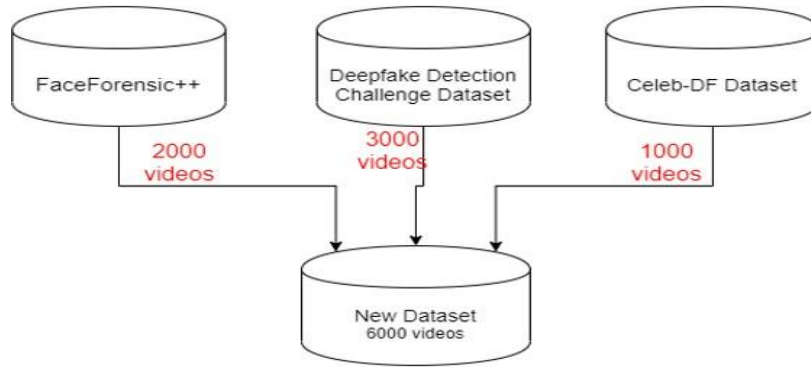 FaceForensic++
Deepfake Detection
Challenge Dataset
Celeb-DF Dataset
2000
videos
3000
videos
1000
videos
New Dataset
6000 videos